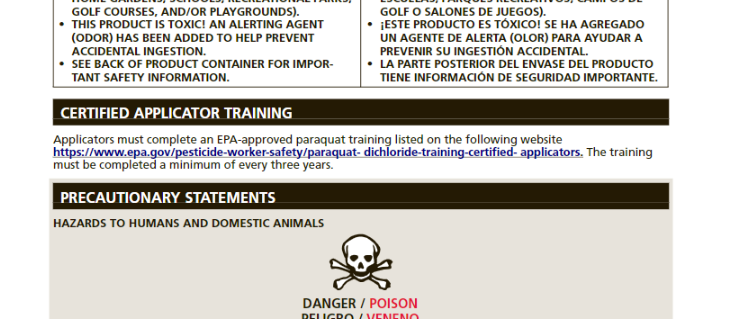 HOME GARDENS, SCHOOLS, RECREATIONAL PARKS,
GOLF COURSES, AND/OR PLAYGROUNDS).
• THIS PRODUCT IS TOXIC! AN ALERTING AGENT
(ODOR) HAS BEEN ADDED TO HELP PREVENT
ACCIDENTAL INGESTION.
• SEE BACK OF PRODUCT CONTAINER FOR IMPOR-
TANT SAFETY INFORMATION.
ESCUELAS, PARQUES RECREATIVOS, CAMPOS DE
GOLF O SALONES DE JUEGOS).
• ¡ESTE PRODUCTO ES TÓXICO! SE HA AGREGADO
UN AGENTE DE ALERTA (OLOR) PARA AYUDAR A
PREVENIR SU INGESTIÓN ACCIDENTAL.
• LA PARTE POSTERIOR DEL ENVASE DEL PRODUCTO
TIENE INFORMACIÓN DE SEGURIDAD IMPORTANTE.
CERTIFIED APPLICATOR TRAINING
Applicators must complete an EPA-approved paraquat training listed on the following website
https://www.epa.gov/pesticide-worker-safety/paraquat- dichloride-training-certified- applicators. The training
must be completed a minimum of every three years.
PRECAUTIONARY STATEMENTS
HAZARDS TO HUMANS AND DOMESTIC ANIMALS
DANGER / POISON
PELIGRO / VENENO